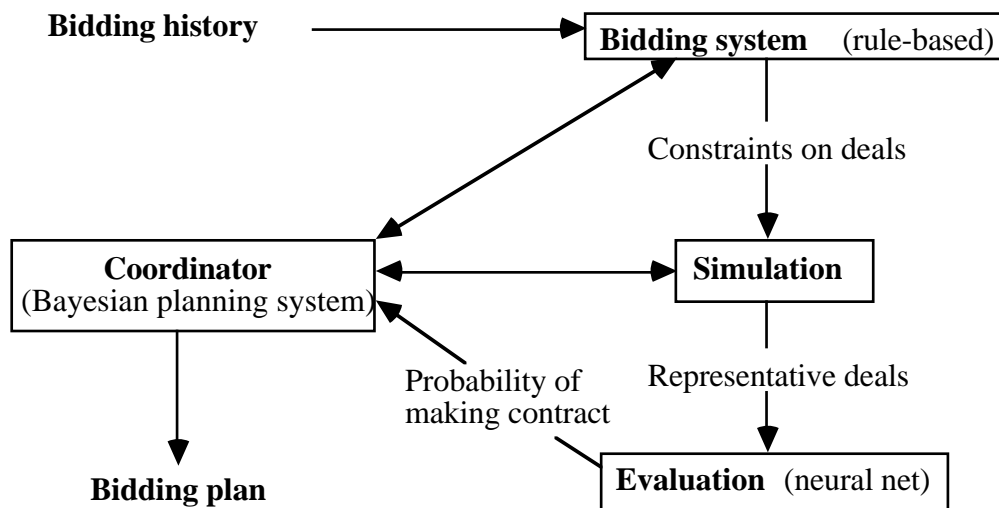 Bidding history
Bidding system (rule-based)
Constraints on deals
Coordinator
(Bayesian planning system)
Simulation
Probability of
making contract
Representative deals
Bidding plan
Evaluation (neural net)